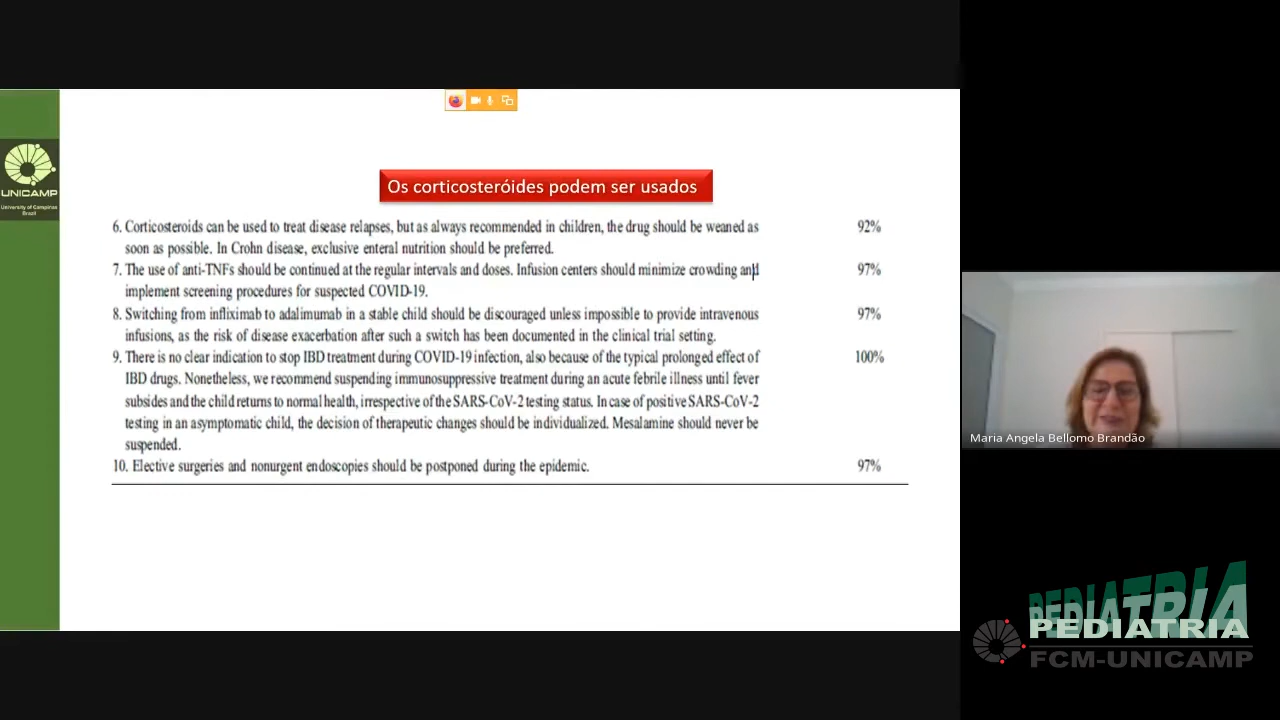 UNICAMP
University of Campinas
Brazil
Os corticosteróides podem ser usados
6. Corticosteroids can be used to treat disease relapses, but as always recommended in children, the drug should be weaned as 92%
soon as possible. In Crohn disease, exclusive enteral nutrition should be preferred.
7. The use of anti-TNFs should be continued at the regular intervals and doses. Infusion centers should minimize crowding and 97%
implement screening procedures for suspected COVID-19.
8. Switching from infliximab to adalimumab in a stable child should be discouraged unless impossible to provide intravenous 97%
infusions, as the risk of disease exacerbation after such a switch has been documented in the clinical trial setting.
9. There is no clear indication to stop IBD treatment during COVID-19 infection, also because of the typical prolonged effect of 100%
IBD drugs. Nonetheless, we recommend suspending immunosuppressive treatment during an acute febrile illness until fever
subsides and the child returns to normal health, irrespective of the SARS-CoV-2 testing status. In case of positive SARS-CoV-2
testing in an asymptomatic child, the decision of therapeutic changes should be individualized. Mesalamine should never be
suspended.
10. Elective surgeries and nonurgent endoscopies should be postponed during the epidemic. 97%
Maria Angela Bellomo Brandão
PEDIATRIA
PEDIATRIA
FCM-UNICAMP